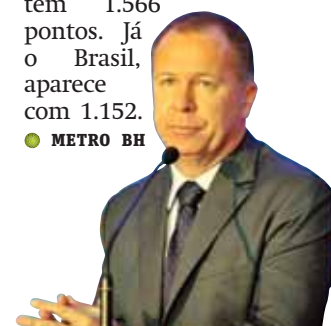 tem 1.566
pontos. Já
o Brasil,
aparece
com 1.152.
METRO BH